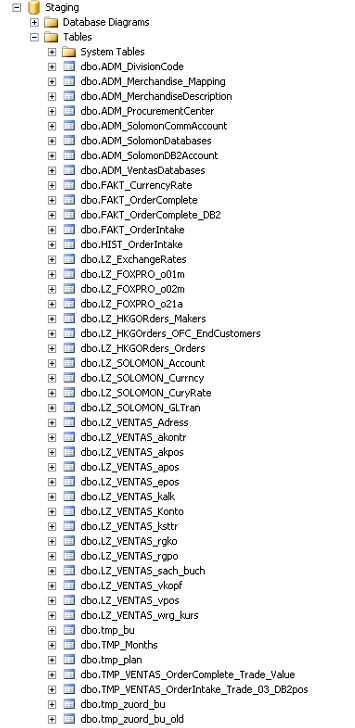 Staging
Database Diagrams
Tables
System Tables
dbo.ADM_DivisionCode
dbo.ADM_Merchandise_Mapping
dbo.ADM_MerchandiseDescription
dbo.ADM_ProcurementCenter
dbo.ADM_SolomonCommAccount
dbo.ADM_SolomonDatabases
dbo.ADM_SolomonDB2Account
dbo.ADM_VentasDatabases
dbo.FAKT_CurrencyRate
dbo.FAKT_OrderComplete
dbo.FAKT_OrderComplete_DB2
dbo.FAKT_OrderIntake
dbo.HIST_OrderIntake
dbo.LZ_ExchangeRates
dbo.LZ_FOXPRO_o01m
dbo.LZ_FOXPRO_o02m
dbo.LZ_FOXPRO_o21a
dbo.LZ_HKGORders_Makers
dbo.LZ_HKGOrders_OFC_EndCustomers
dbo.LZ_HKGORders_Orders
dbo.LZ_SOLOMON_Account
dbo.LZ_SOLOMON_Currncy
dbo.LZ_SOLOMON_CuryRate
dbo.LZ_SOLOMON_GLTran
dbo.LZ_VENTAS_Adress
dbo.LZ_VENTAS_akontr
dbo.LZ_VENTAS_akpos
dbo.LZ_VENTAS_apos
dbo.LZ_VENTAS_epos
dbo.LZ_VENTAS_kalk
dbo.LZ_VENTAS_Konto
dbo.LZ_VENTAS_ksttr
dbo.LZ_VENTAS_rgko
dbo.LZ_VENTAS_rgpo
dbo.LZ_VENTAS_sach_buch
dbo.LZ_VENTAS_vkopf
dbo.LZ_VENTAS_vpos
dbo.LZ_VENTAS_wrg_kurs
dbo.tmp_bu
dbo.TMP_Months
dbo.tmp_plan
dbo.TMP_VENTAS_OrderComplete_Trade_Value
dbo.TMP_VENTAS_OrderIntake_Trade_03_DB2pos
dbo.tmp_zuord_bu
dbo.tmp_zuord_bu_old